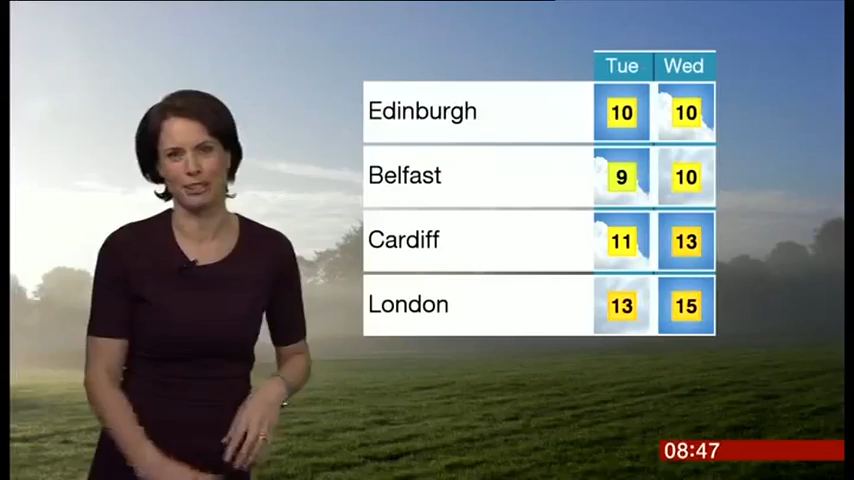 Tue Wed
Edinburgh 10 10
Belfast 9 10
Cardiff 11 13
London 13 15
08:47